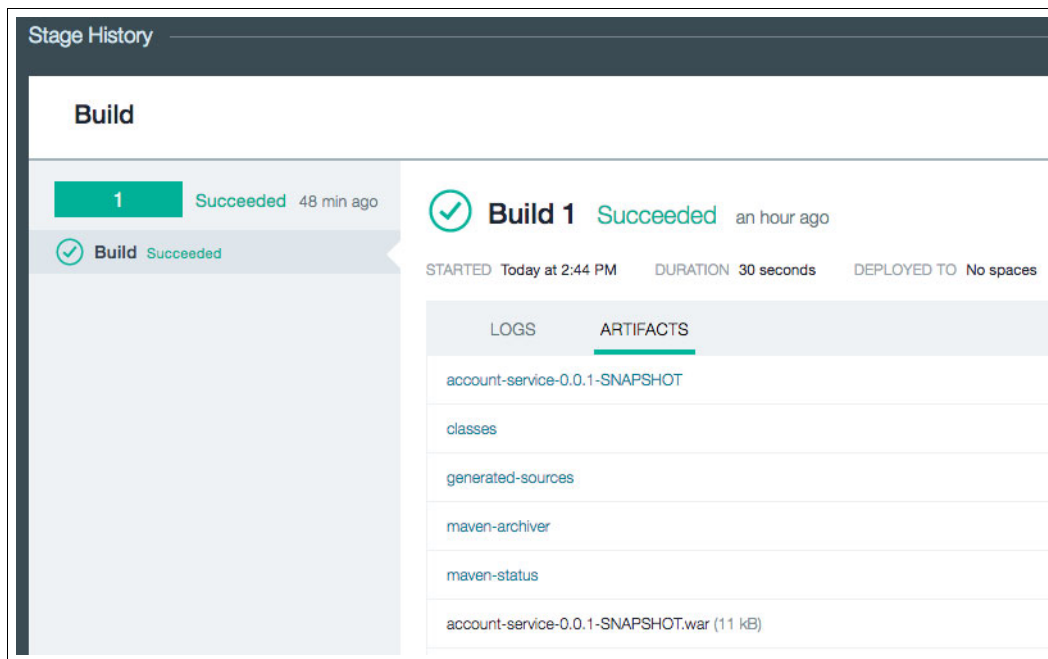 Stage History
Build
1 Succeeded 48 min ago
Build Succeeded
Build 1 Succeeded an hour ago
STARTED Today at 2:44 PM DURATION 30 seconds DEPLOYED TO No spaces
LOGS ARTIFACTS
account-service-0.0.1-SNAPSHOT
classes
generated-sources
maven-archiver
maven-status
account-service-0.0.1-SNAPSHOT.war (11 kB)